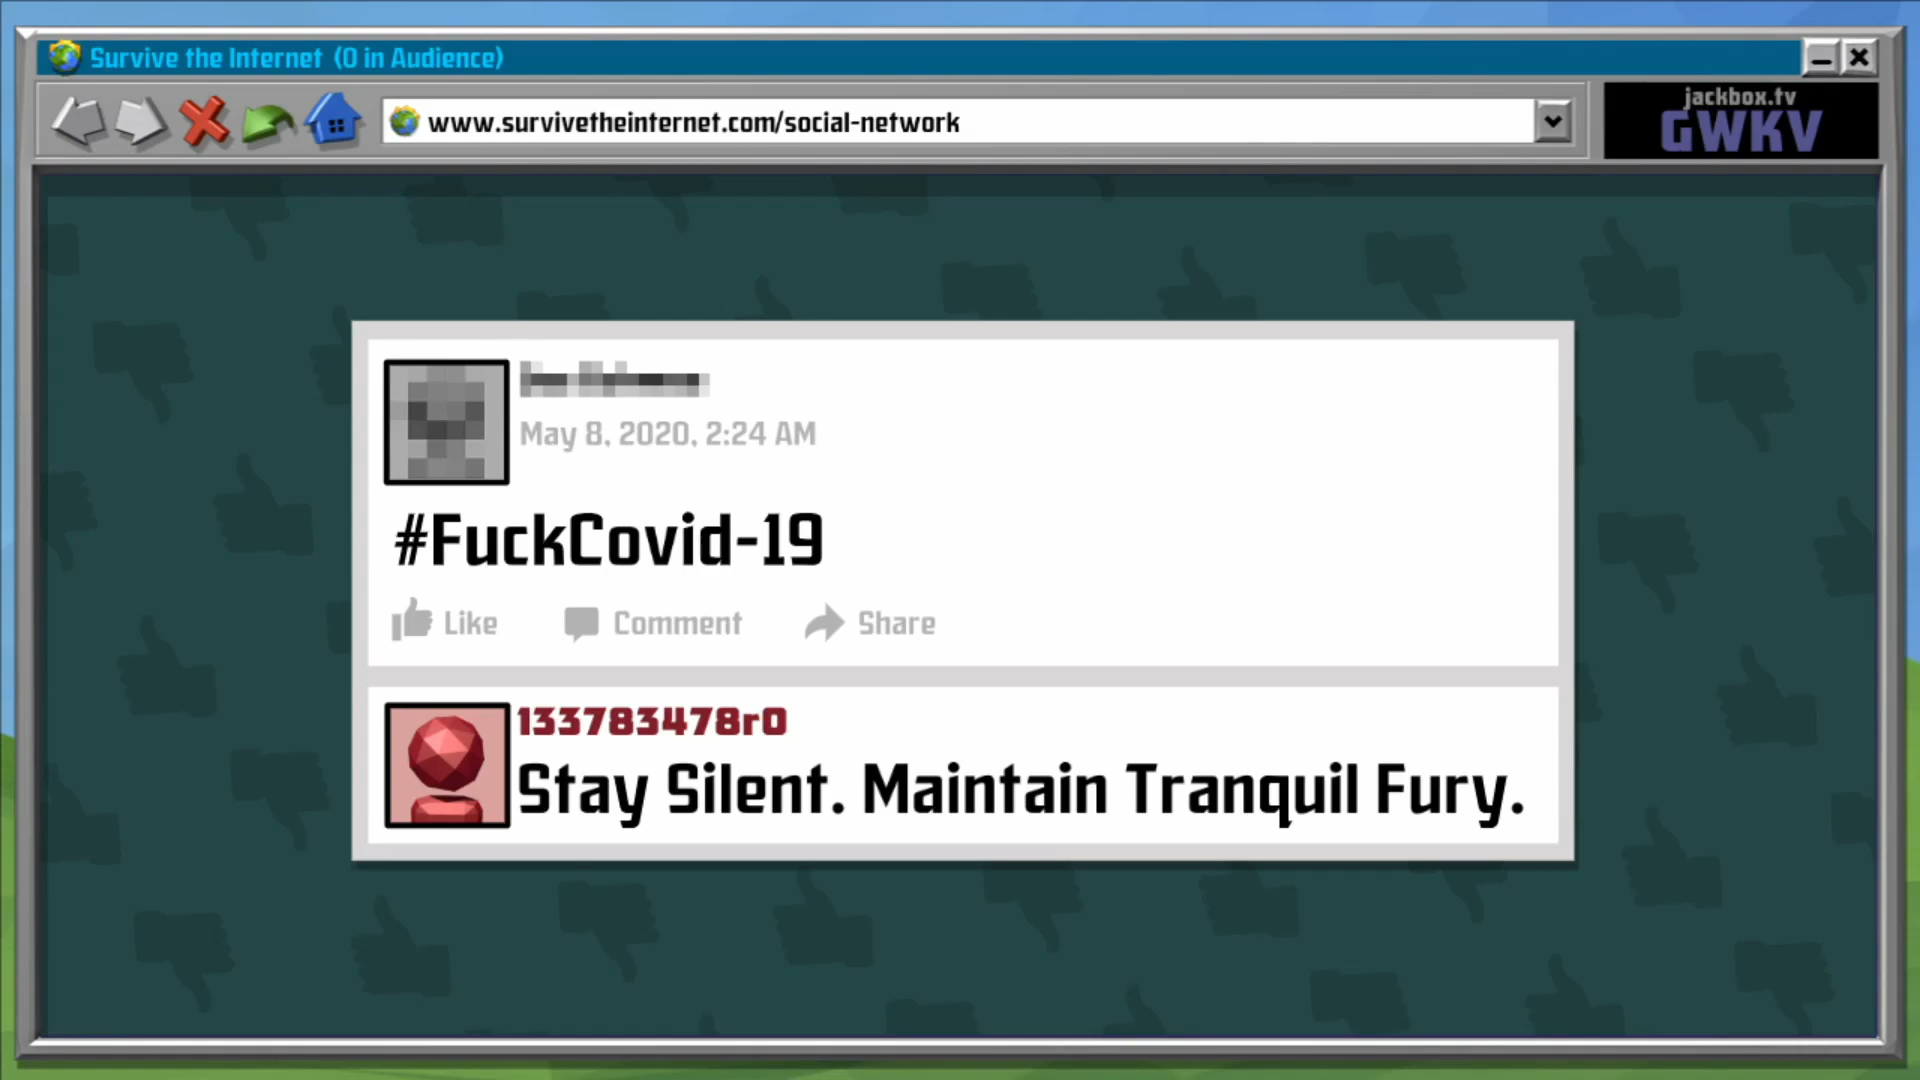 Survive the Internet (0 in Audience)
www.survivetheinternet.com/social-network
jackbox.tv
GWKV
May 8, 2020, 2:24 AM
#FuckCovid-19
Like Comment Share
133783478r0
Stay Silent. Maintain Tranquil Fury.